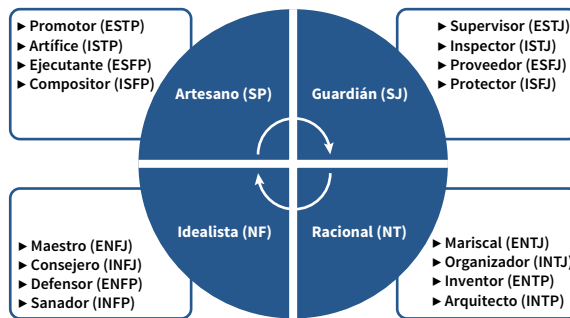 ► Promotor (ESTP)
► Artífice (ISTP)
► Ejecutante (ESFP)
► Compositor (ISFP)
► Supervisor (ESTJ)
► Inspector (ISTJ)
► Proveedor (ESFJ)
► Protector (ISFJ)
Artesano (SP)
Guardián (SJ)
Idealista (NF)
Racional (NT)
► Maestro (ENFJ)
► Consejero (INFJ)
► Defensor (ENFP)
► Sanador (INFP)
► Mariscal (ENTJ)
► Organizador (INTJ)
► Inventor (ENTP)
► Arquitecto (INTP)